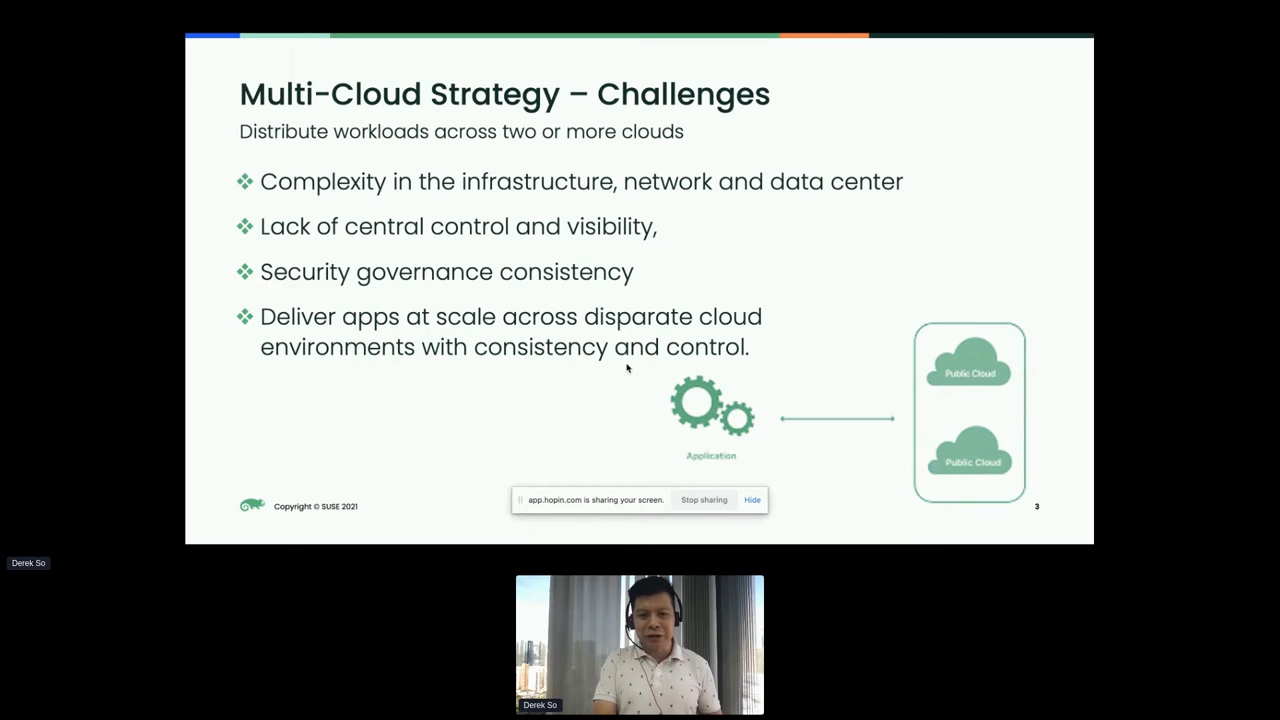 Multi-Cloud Strategy – Challenges
Distribute workloads across two or more clouds
Complexity in the infrastructure, network and data center
Lack of central control and visibility,
Security governance consistency
Deliver apps at scale across disparate cloud
environments with consistency and control.
Public Cloud
Application
Public Cloud
app.hopin.com is sharing your screen. Stop sharing Hide
Copyright © SUSE 2021
3
Derek So
Derek So